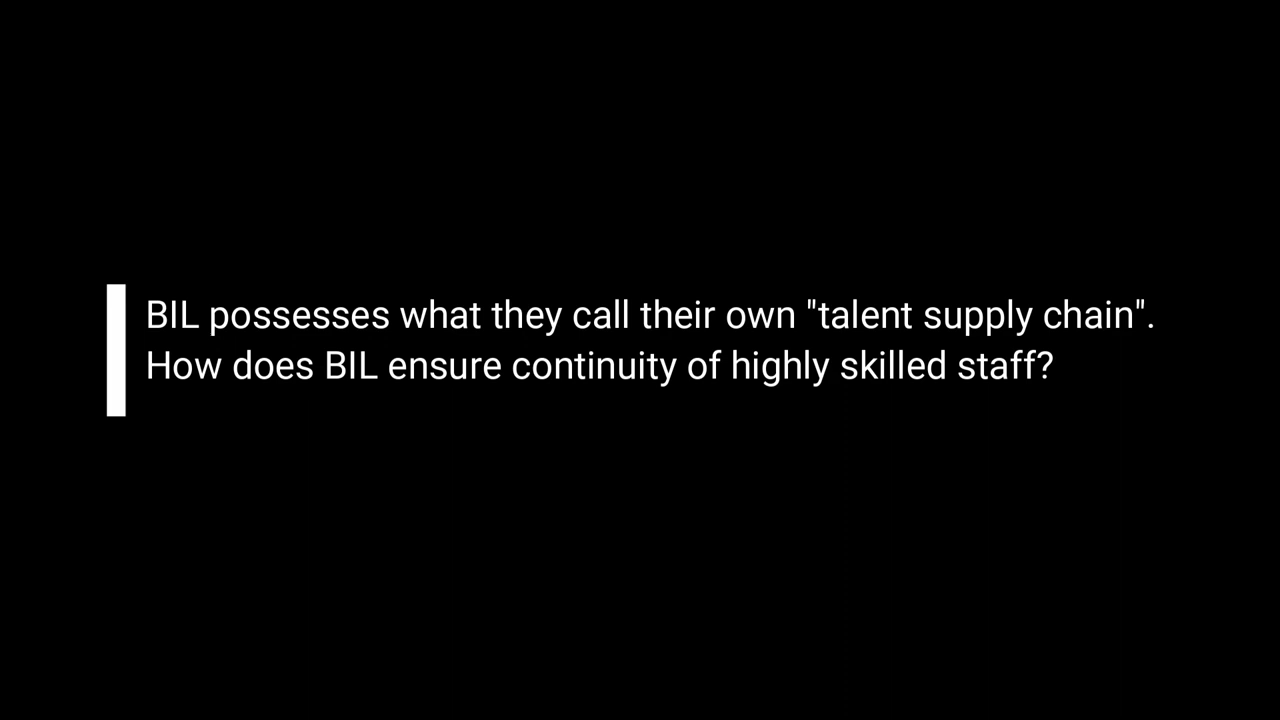 BIL possesses what they call their own "talent supply chain".
How does BIL ensure continuity of highly skilled staff?